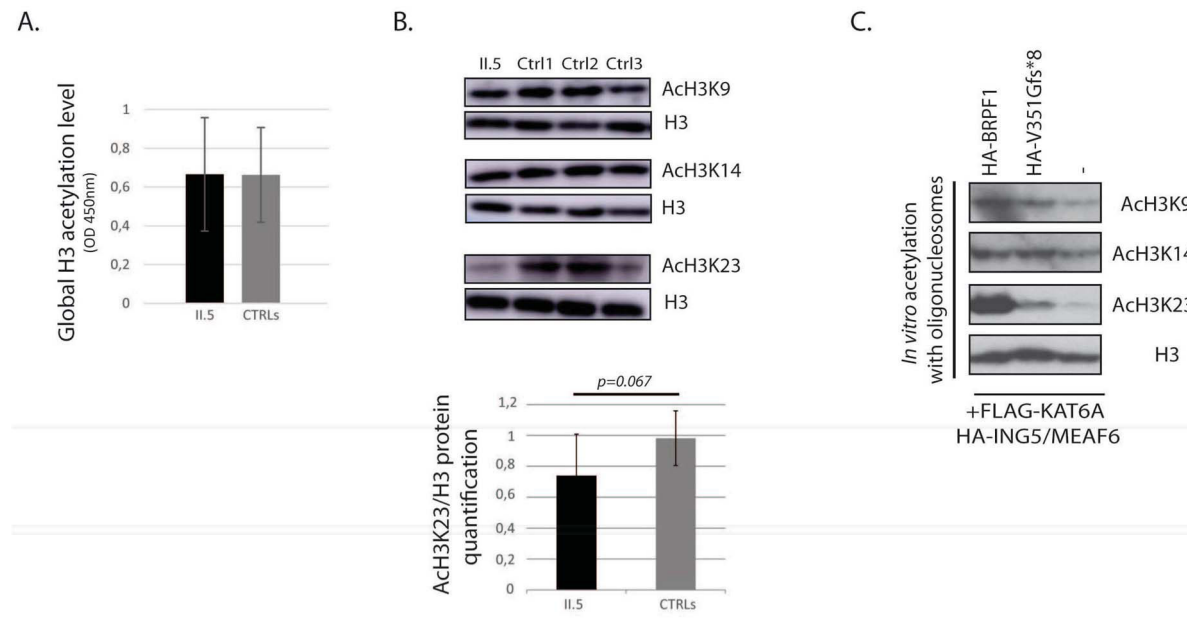 A.
Global H3 acetylation level
(OD 450nm)
1
0,8
0,6
0,4
0,2
0
II.5
CTRLs
B.
II.5 Ctrl1 Ctrl2 Ctrl3
AcH3K9
H3
AcH3K14
H3
AcH3K23
H3
p=0.067
AcH3K23/H3 protein
quantification
1,2
1
0,8
0,6
0,4
0,2
0
II.5
CTRLs
C.
HA-BRPF1
HA-V351Gfs*8
-
In vitro acetylation
with oligonucleosomes
AcH3K9
AcH3K14
AcH3K23
H3
+FLAG-KAT6A
HA-ING5/MEAF6